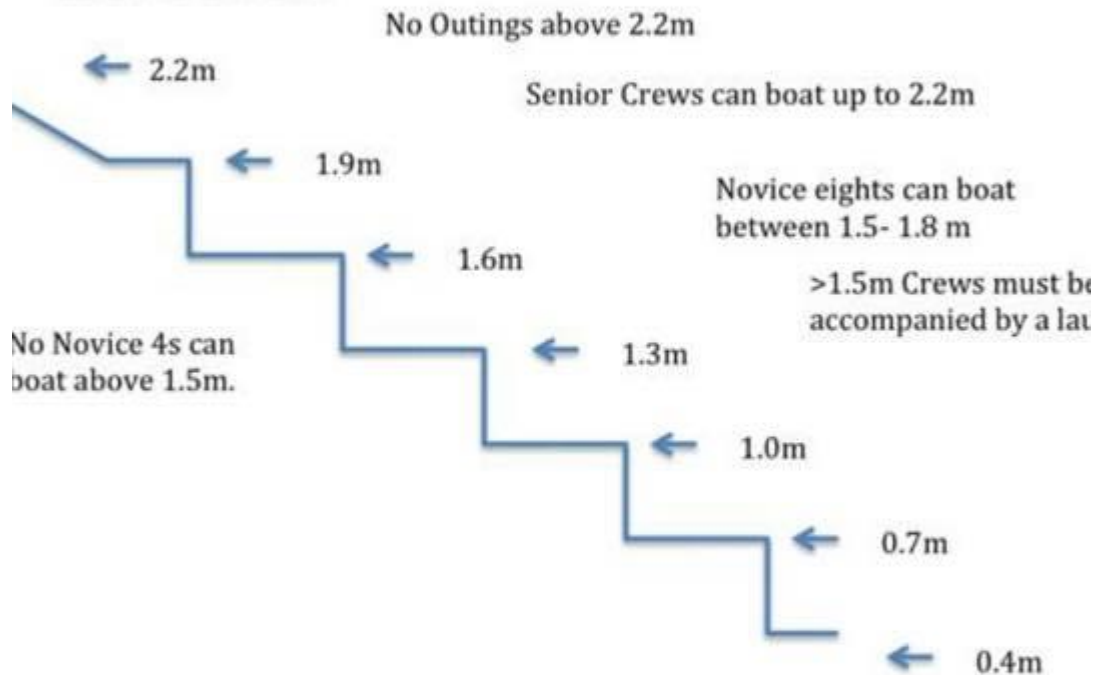 No Outings above 2.2m
2.2m
Senior Crews can boat up to 2.2m
1.9m
Novice eights can boat
between 1.5- 1.8 m
1.6m
>1.5m Crews must be
accompanied by a
No Novice 4s can
boat above 1.5m.
1.3m
1.0m
0.7m
0.4m